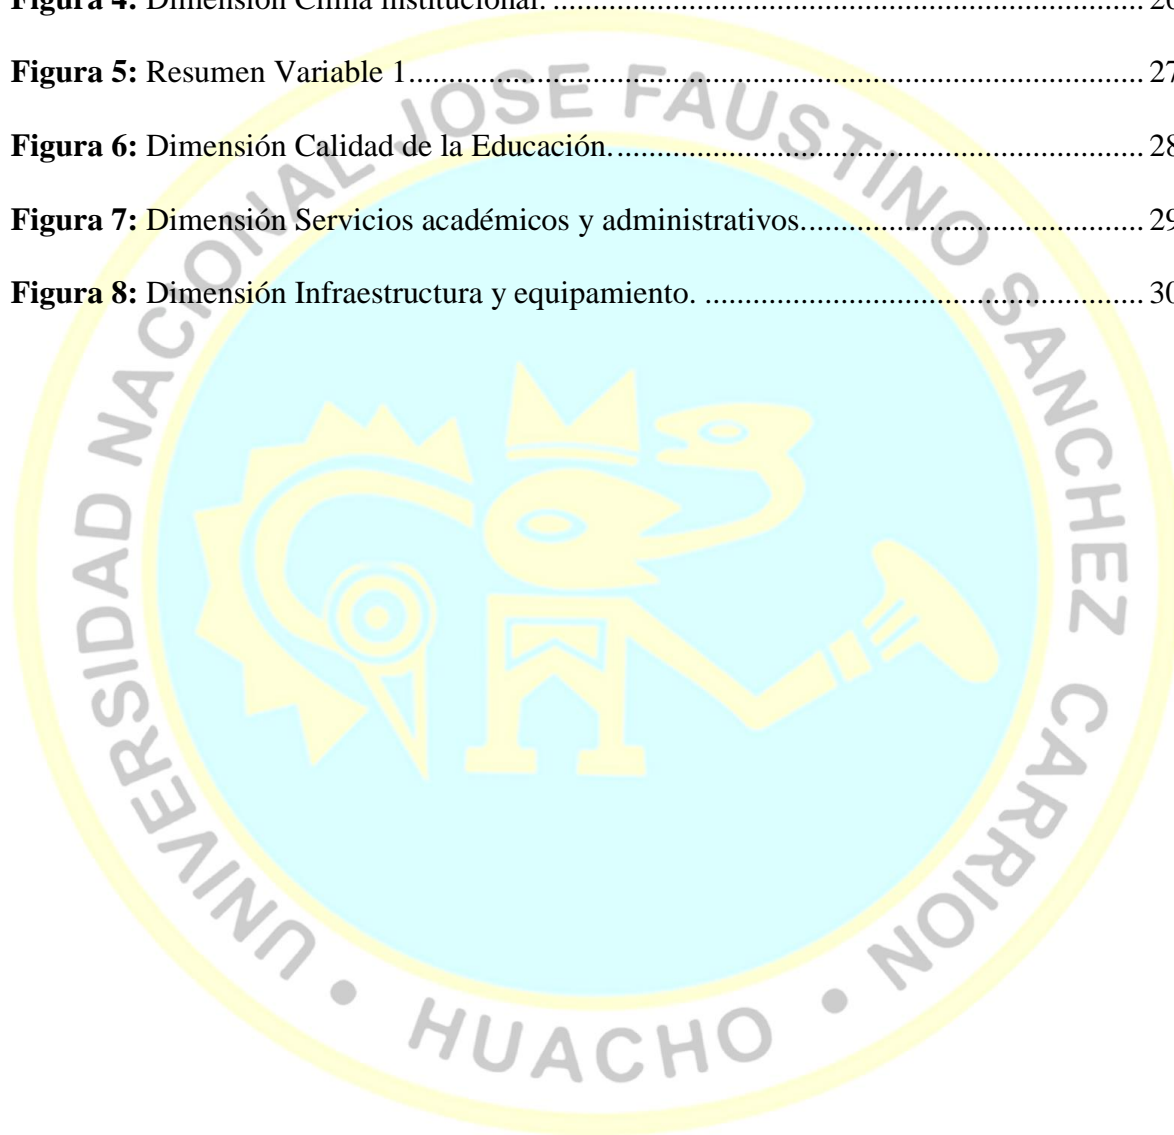 Figura 4: Dimensión Clima institucional. ........ 26
Figura 5: Resumen Variable 1........ 27
Figura 6: Dimensión Calidad de la Educación......... 28
Figura 7: Dimensión Servicios académicos y administrativos......... 29
Figura 8: Dimensión Infraestructura y equipamiento. ........ 30
UNIVERSIDAD NACIONAL JOSE FAUSTINO SANCHEZ CARRION • HUACHO •